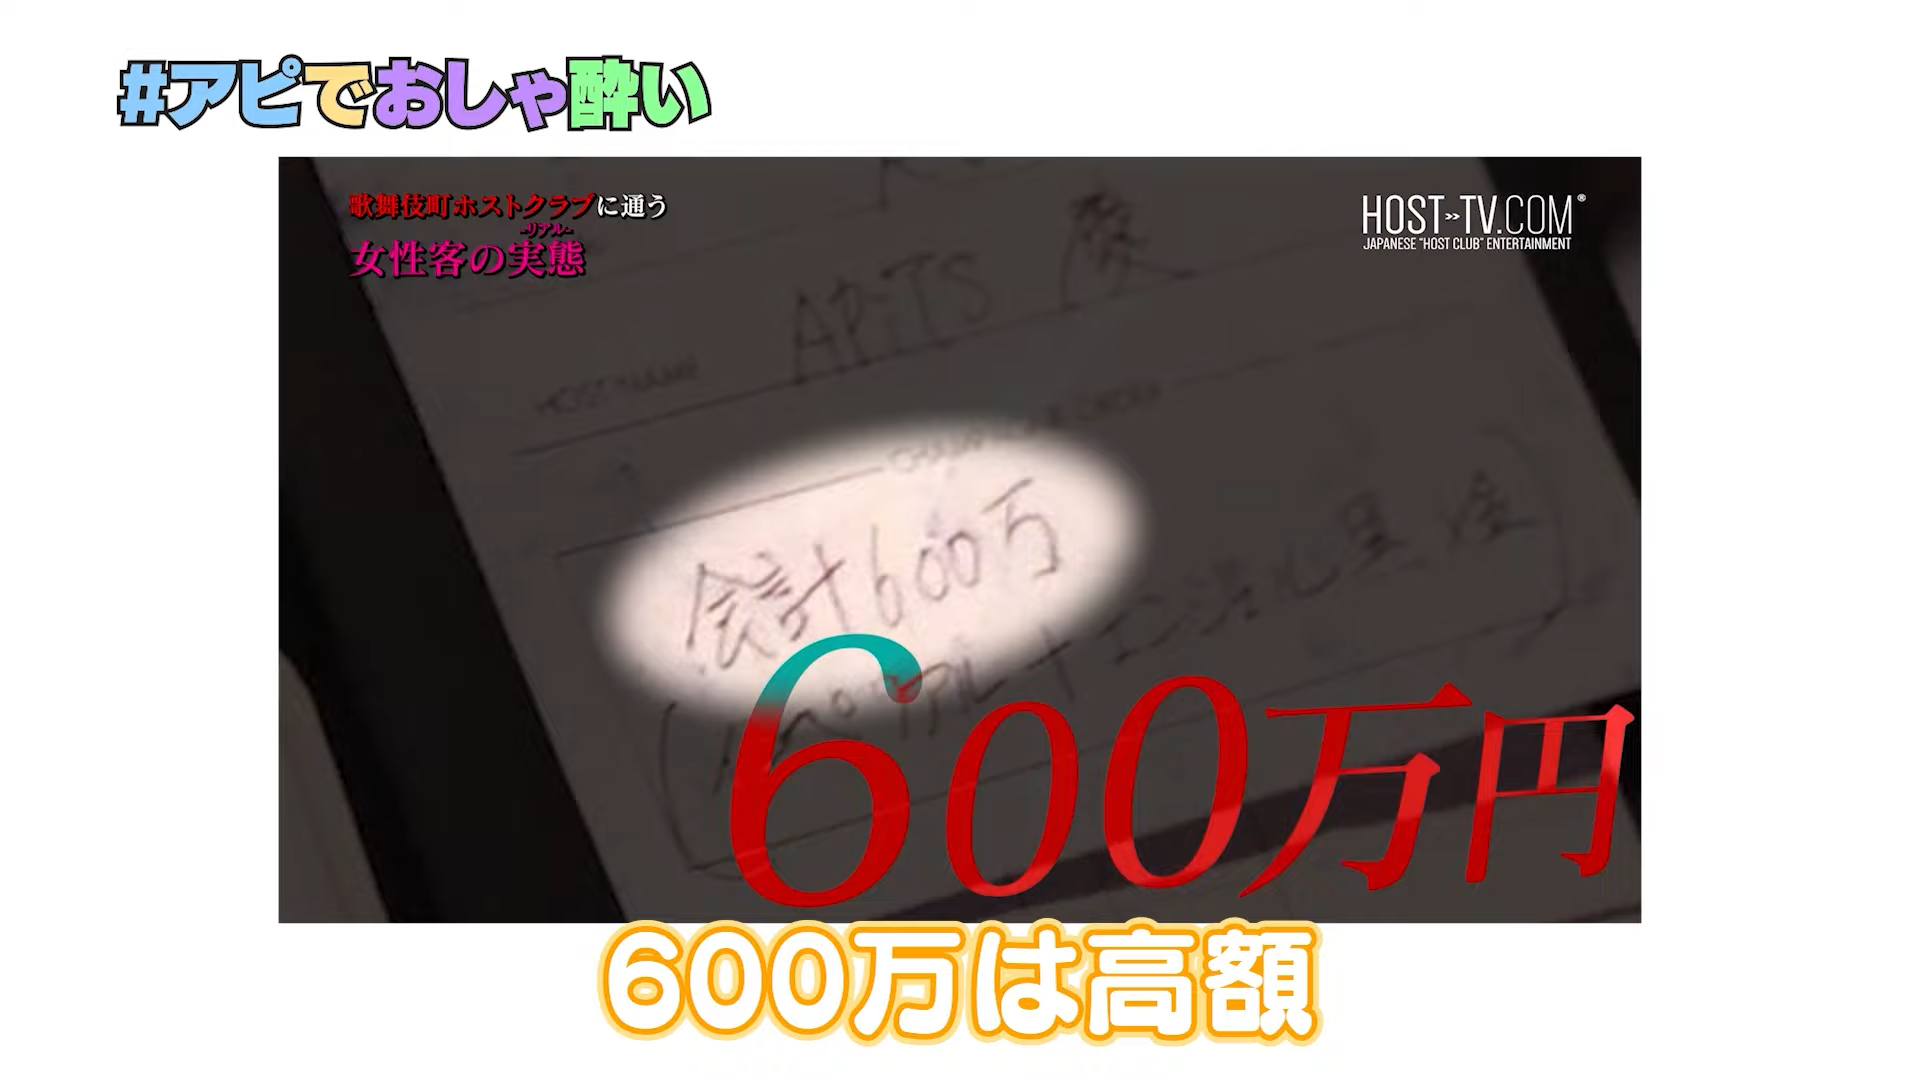 #アピでおしゃ酔い
歌舞伎町ホストクラブに通う
-リアル-
女性客の実態
HOST TV.COM®
JAPANESE "HOST CLUB" ENTERTAINMENT
APiTS
HOST NAME
会計600万
600万円
600万は高額